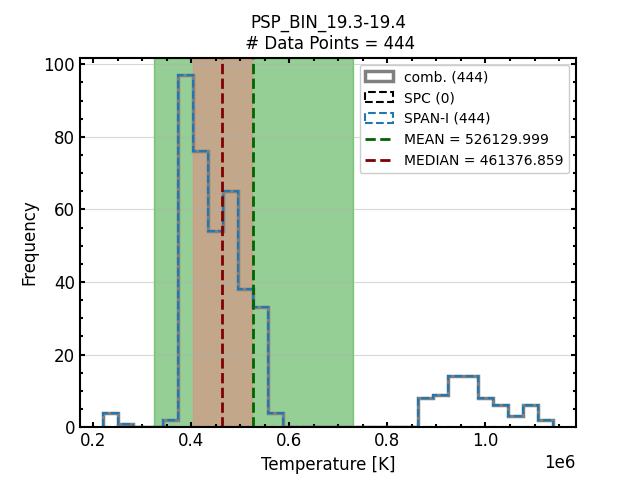 PSP_BIN_19.3-19.4
# Data Points = 444
comb. (444)
SPC (0)
SPAN-I (444)
MEAN = 526129.999
MEDIAN = 461376.859
Frequency
100
80
60
40
20
0
0.2 0.4 0.6 0.8 1.0
Temperature [K]
1e6